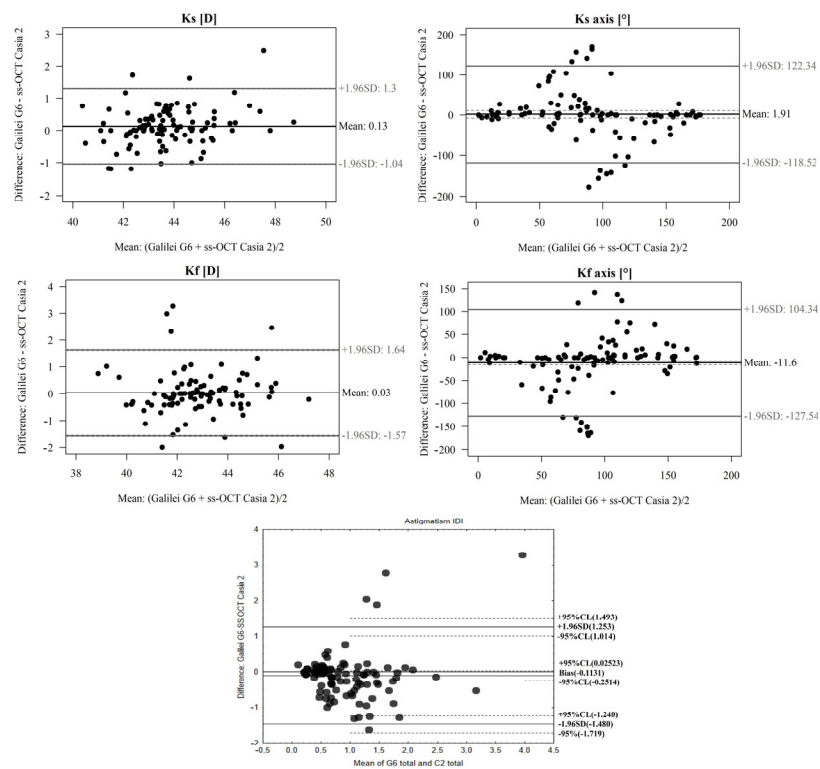 Ks [D]
Difference: Galilei G6 - ss-OCT Casia 2
3
2
1
0
-1
-2
+1.96SD: 1.3
Mean: 0.13
-1.96SD: -1.04
40 42 44 46 48 50
Mean: (Galilei G6 + ss-OCT Casia 2)/2
Ks axis [°]
Difference: Galilei G6 - ss-OCT Casia 2
200
100
0
-100
-200
+1.96SD: 122.34
Mean: 1.91
-1.96SD: -118.52
0 50 100 150 200
Mean: (Galilei G6 + ss-OCT Casia 2)/2
Kf [D]
Difference: Galilei G6 - ss-OCT Casia 2
4
3
2
1
0
-1
-2
+1.96SD: 1.64
Mean: 0.03
-1.96SD: -1.57
38 40 42 44 46 48
Mean: (Galilei G6 + ss-OCT Casia 2)/2
Kf axis [°]
Difference: Galilei G6 - ss-OCT Casia 2
150
100
50
0
-50
-100
-150
-200
+1.96SD: 104.34
Mean: -11.6
-1.96SD: -127.54
0 50 100 150 200
Mean: (Galilei G6 + ss-OCT Casia 2)/2
Astigmatism [D]
Difference: Galilei G6-SS OCT Casia 2
4
3
2
1
0
-1
-2
+95%CL(1.493)
+1.96SD(1.253)
-95%CL(1.014)
+95%CL(0.02523)
Bias(-0.1131)
-95%CL(-0.2514)
+95%CL(-1.240)
-1.96SD(-1.480)
-95%(-1.719)
-0.5 0.0 0.5 1.0 1.5 2.0 2.5 3.0 3.5 4.0 4.5
Mean of G6 total and C2 total